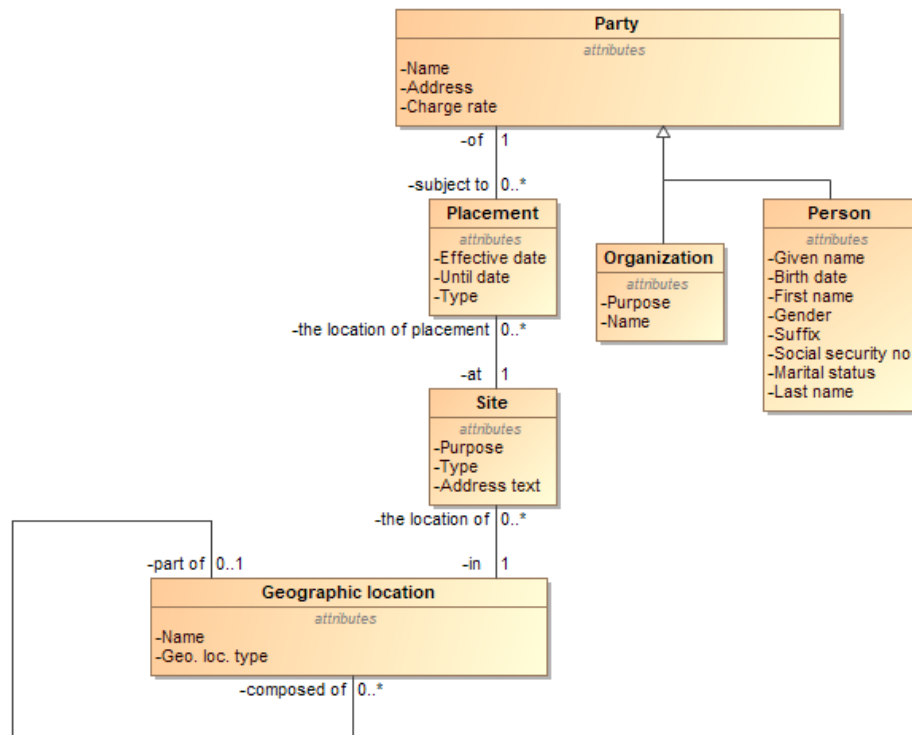 Party
attributes
-Name
-Address
-Charge rate
-of 1
-subject to 0..*
Placement
attributes
-Effective date
-Until date
-Type
Organization
attributes
-Purpose
-Name
Person
attributes
-Given name
-Birth date
-First name
-Gender
-Suffix
-Social security no
-Marital status
-Last name
-the location of placement 0..*
-at 1
Site
attributes
-Purpose
-Type
-Address text
-the location of 0..*
-part of 0..1
-in 1
Geographic location
attributes
-Name
-Geo. loc. type
-composed of 0..*